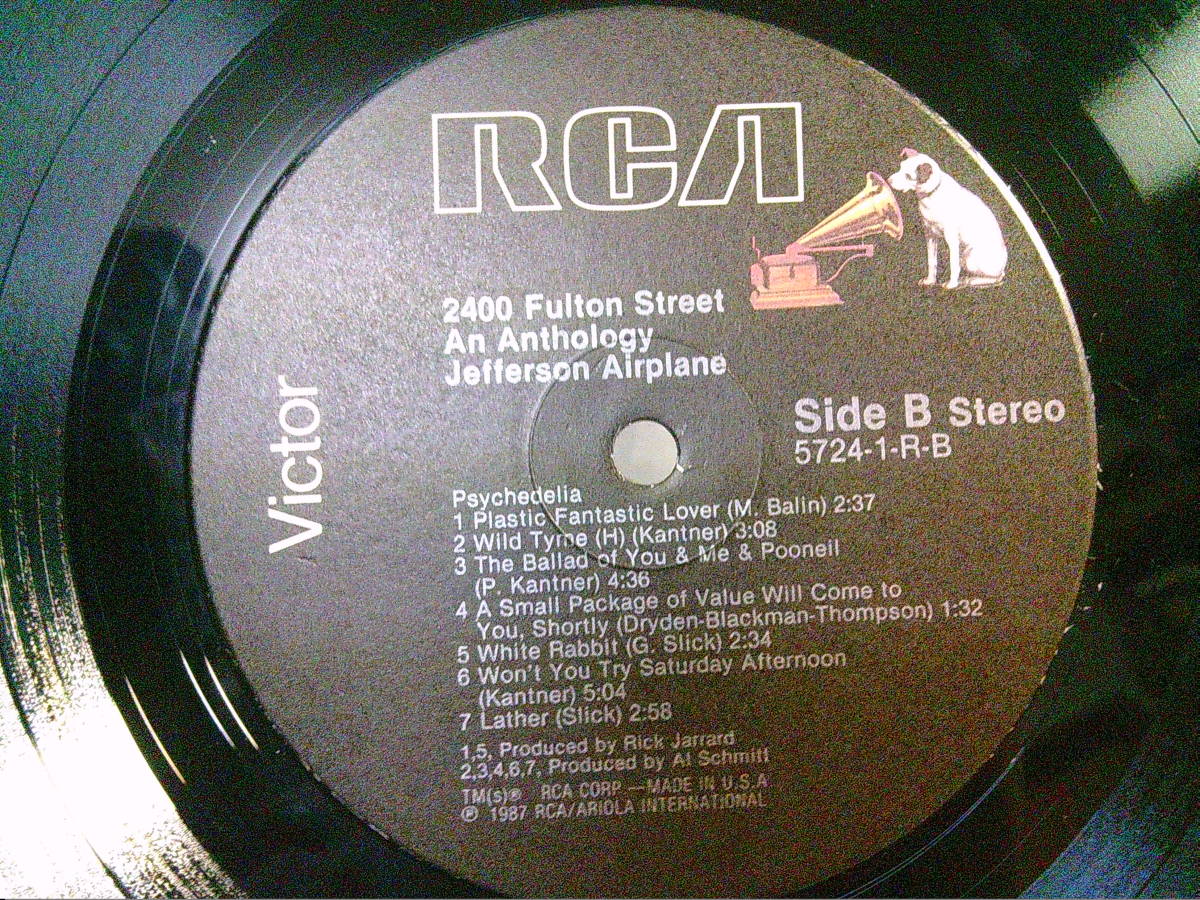 RCA
2400 Fulton Street
An Anthology
Jefferson Airplane
Victor
Side B Stereo
5724-1-R-B
Psychedelia
1 Plastic Fantastic Lover (M. Balin) 2:37
2 Wild Tyme (H) (Kantner) 3:08
3 The Ballad of You & Me & Pooneil
(P. Kantner) 4:36
4 A Small Package of Value Will Come to
You, Shortly (Dryden-Blackman-Thompson) 1:32
5 White Rabbit (G. Slick) 2:34
6 Won't You Try Saturday Afternoon
(Kantner) 5:04
7 Lather (Slick) 2:58
1,5, Produced by Rick Jarrard
2,3,4,6,7, Produced by Al Schmitt
TM(s)® RCA CORP —MADE IN U.S.A
℗ 1987 RCA/ARIOLA INTERNATIONAL